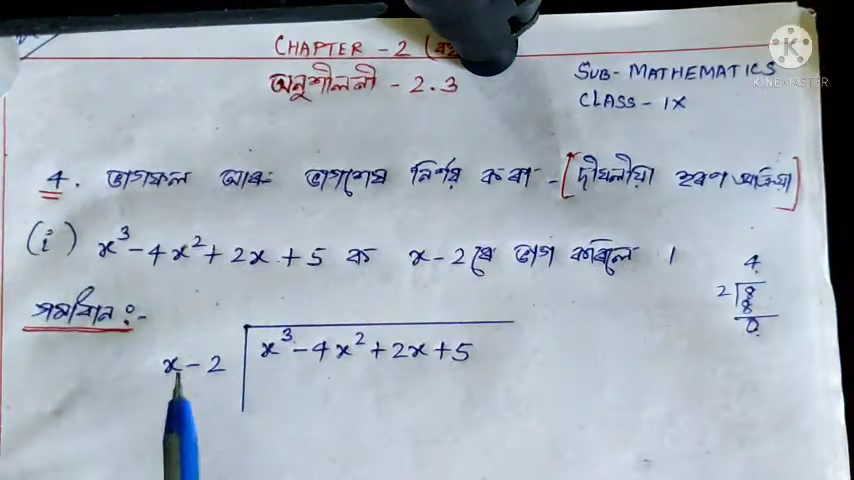 CHAPTER - 2
অনুশীলনী - 2.3
SUB- MATHEMATICS
CLASS - IX
KINEMASTER
4. ভাগফল আৰু ভাগশেষ নিৰ্ণয় কৰা - [দীঘলীয়া হৰণ প্ৰক্ৰিয়া]
(i) x³ - 4x² + 2x + 5 ক x - 2 ৰে ভাগ কৰিলে ।
সমাধান :-
x - 2 x³ - 4x² + 2x + 5
4
2 8
8
0